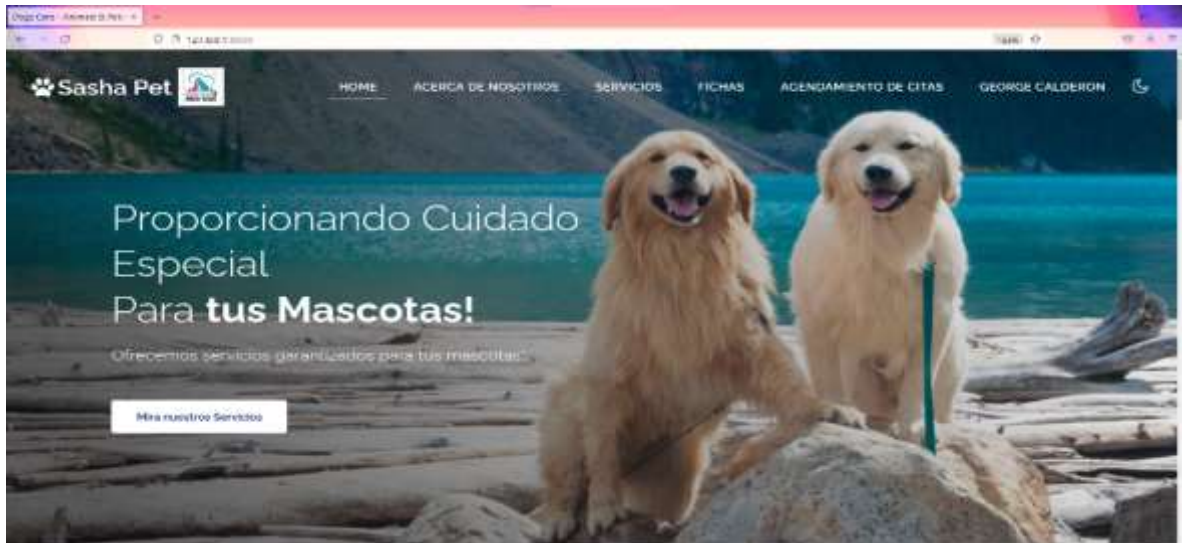 Sasha Pet
HOME
ACERCA DE NOSOTROS
SERVICIOS
FICHAS
AGENDAMIENTO DE CITAS
GEORGE CALDERON
Proporcionando Cuidado
Especial
Para tus Mascotas!
Ofrecemos servicios garantizados para tus mascotas"
Mira nuestros Servicios